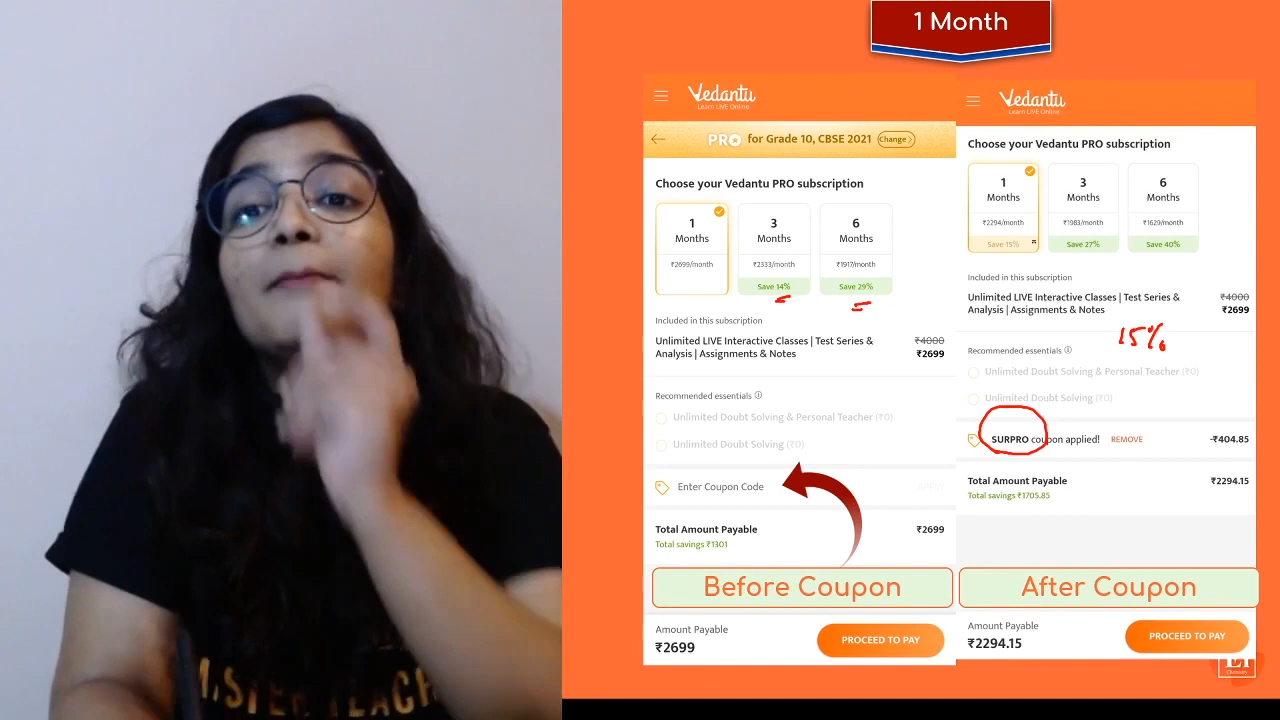 1 Month
Vedantu
Learn LIVE Online
PRO for Grade 10, CBSE 2021 Change >
Choose your Vedantu PRO subscription
1
Months
₹2699/month
3
Months
₹2333/month
Save 14%
6
Months
₹1917/month
Save 29%
Included in this subscription
Unlimited LIVE Interactive Classes | Test Series & ₹4000
Analysis | Assignments & Notes ₹2699
Recommended essentials
Unlimited Doubt Solving & Personal Teacher (₹0)
Unlimited Doubt Solving (₹0)
Enter Coupon Code APPLY
Total Amount Payable ₹2699
Total savings ₹1301
Before Coupon
Amount Payable
₹2699
PROCEED TO PAY
Vedantu
Learn LIVE Online
Choose your Vedantu PRO subscription
1
Months
₹2294/month
Save 15%
3
Months
₹1983/month
Save 27%
6
Months
₹1629/month
Save 40%
Included in this subscription
Unlimited LIVE Interactive Classes | Test Series & ₹4000
Analysis | Assignments & Notes ₹2699
15%
Recommended essentials
Unlimited Doubt Solving & Personal Teacher (₹0)
Unlimited Doubt Solving (₹0)
SURPRO coupon applied! REMOVE -₹404.85
Total Amount Payable ₹2294.15
Total savings ₹1705.85
After Coupon
Amount Payable
₹2294.15
PROCEED TO PAY
Chemistry